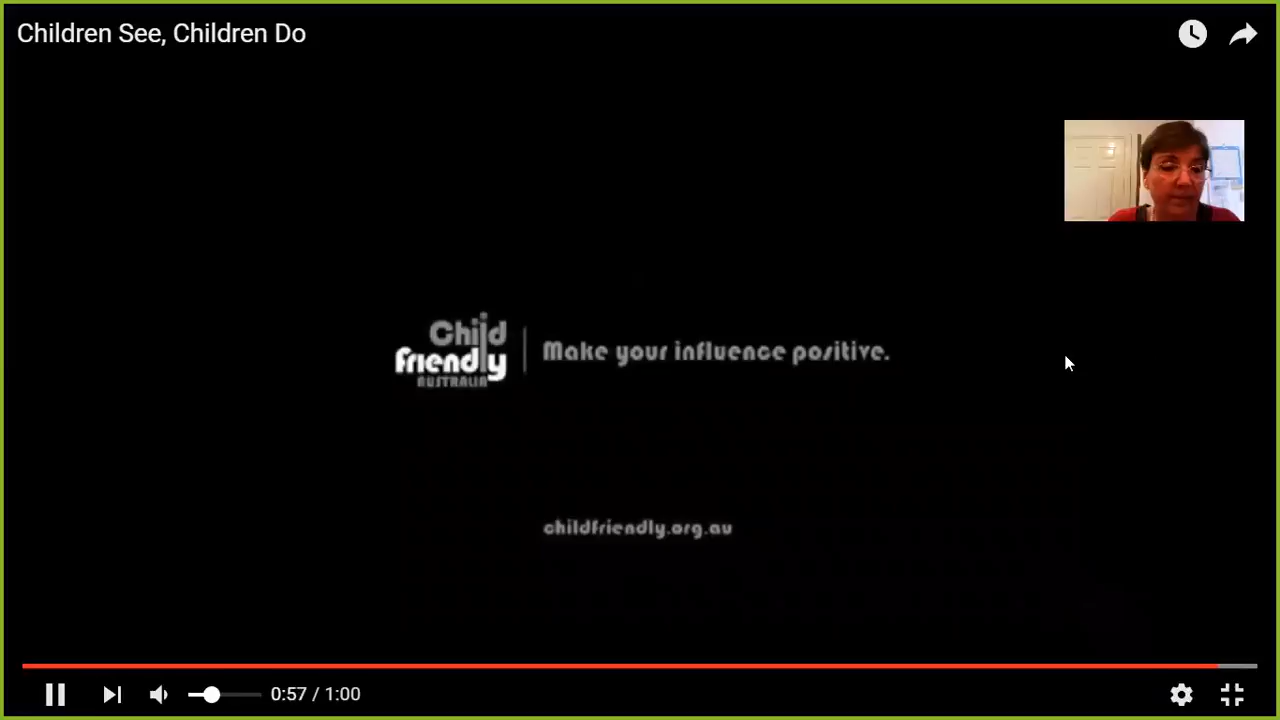 Children See, Children Do
Child
friendly
AUSTRALIA
Make your influence positive.
childfriendly.org.au
0:57 / 1:00